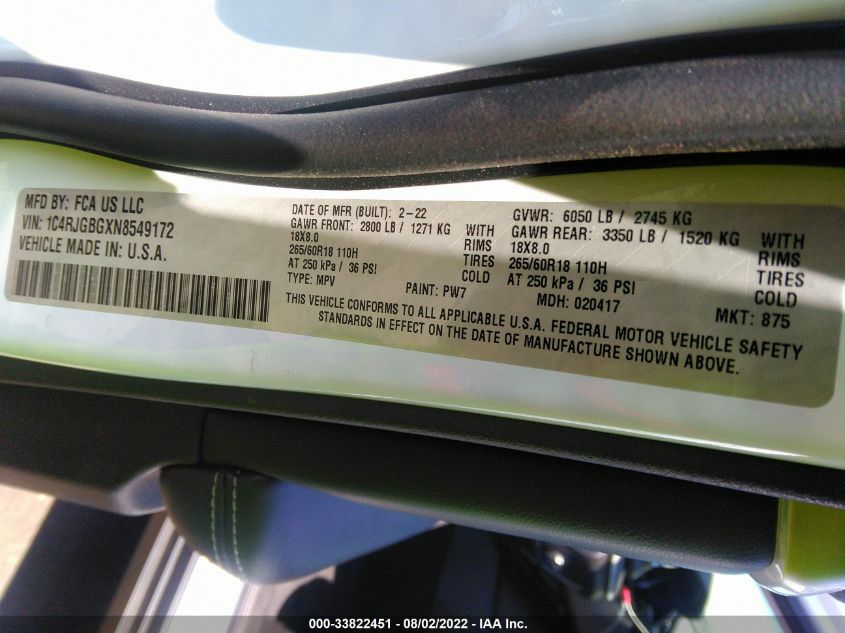 MFD BY: FCA US LLC
VIN: 1C4RJGBGXN8549172
VEHICLE MADE IN: U.S.A.
DATE OF MFR (BUILT): 2-22
GAWR FRONT: 2800 LB / 1271 KG WITH
18X8.0 RIMS
265/60R18 110H TIRES
AT 250 kPa / 36 PSI COLD
TYPE: MPV PAINT: PW7
GVWR: 6050 LB / 2745 KG
GAWR REAR: 3350 LB / 1520 KG WITH
18X8.0 RIMS
265/60R18 110H TIRES
AT 250 kPa / 36 PSI COLD
MDH: 020417 MKT: 875
THIS VEHICLE CONFORMS TO ALL APPLICABLE U.S.A. FEDERAL MOTOR VEHICLE SAFETY
STANDARDS IN EFFECT ON THE DATE OF MANUFACTURE SHOWN ABOVE.
000-33822451 - 08/02/2022 - IAA Inc.